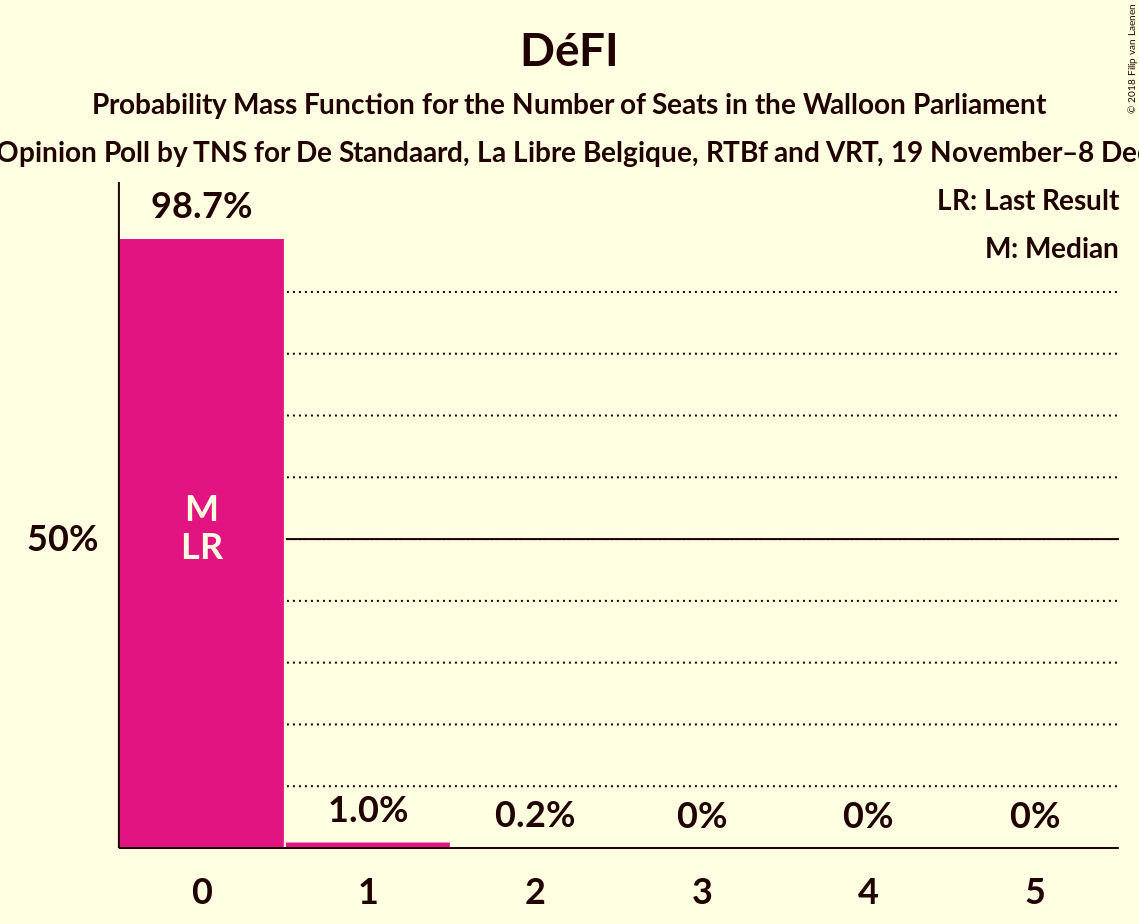 DéFI
Probability Mass Function for the Number of Seats in the Walloon Parliament
Opinion Poll by TNS for De Standaard, La Libre Belgique, RTBf and VRT, 19 November–8
© 2018 Filip van Laenen
LR: Last Result
M: Median
98.7%
M
LR
50%
1.0%
0.2%
0%
0%
0%
0
1
2
3
4
5